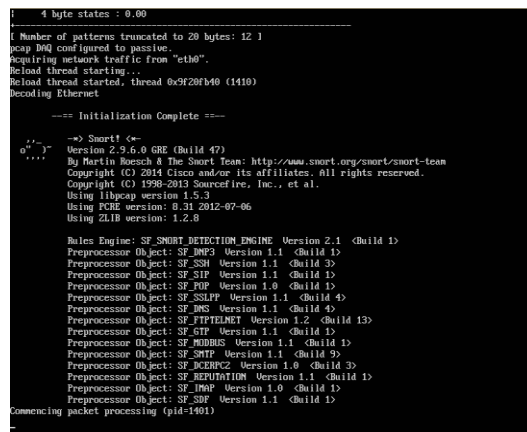 |     4 byte states : 0.00
+----------------------------------------------------------------
[ Number of patterns truncated to 20 bytes: 12 ]
pcap DAQ configured to passive.
Acquiring network traffic from "eth0".
Reload thread starting...
Reload thread started, thread 0x9f20fb40 (1410)
Decoding Ethernet
--== Initialization Complete ==--
,,_     -*> Snort! <*-
o"  )~   Version 2.9.6.0 GRE (Build 47)
''''    By Martin Roesch & The Snort Team: http://www.snort.org/snort/snort-team
Copyright (C) 2014 Cisco and/or its affiliates. All rights reserved.
Copyright (C) 1998-2013 Sourcefire, Inc., et al.
Using libpcap version 1.5.3
Using PCRE version: 8.31 2012-07-06
Using ZLIB version: 1.2.8
Rules Engine: SF_SNORT_DETECTION_ENGINE  Version 2.1  <Build 1>
Preprocessor Object: SF_DNP3  Version 1.1  <Build 1>
Preprocessor Object: SF_SSH  Version 1.1  <Build 3>
Preprocessor Object: SF_SIP  Version 1.1  <Build 1>
Preprocessor Object: SF_POP  Version 1.0  <Build 1>
Preprocessor Object: SF_SSLPP  Version 1.1  <Build 4>
Preprocessor Object: SF_DNS  Version 1.1  <Build 4>
Preprocessor Object: SF_FTPTELNET  Version 1.2  <Build 13>
Preprocessor Object: SF_GTP  Version 1.1  <Build 1>
Preprocessor Object: SF_MODBUS  Version 1.1  <Build 1>
Preprocessor Object: SF_SMTP  Version 1.1  <Build 9>
Preprocessor Object: SF_DCERPC2  Version 1.0  <Build 3>
Preprocessor Object: SF_REPUTATION  Version 1.1  <Build 1>
Preprocessor Object: SF_IMAP  Version 1.0  <Build 1>
Preprocessor Object: SF_SDF  Version 1.1  <Build 1>
Commencing packet processing (pid=1401)